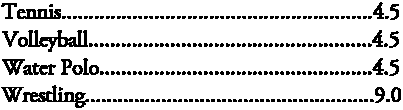 Tennis....................................................4.5
Volleyball...............................................4.5
Water Polo.............................................4.5
Wrestling................................................9.0